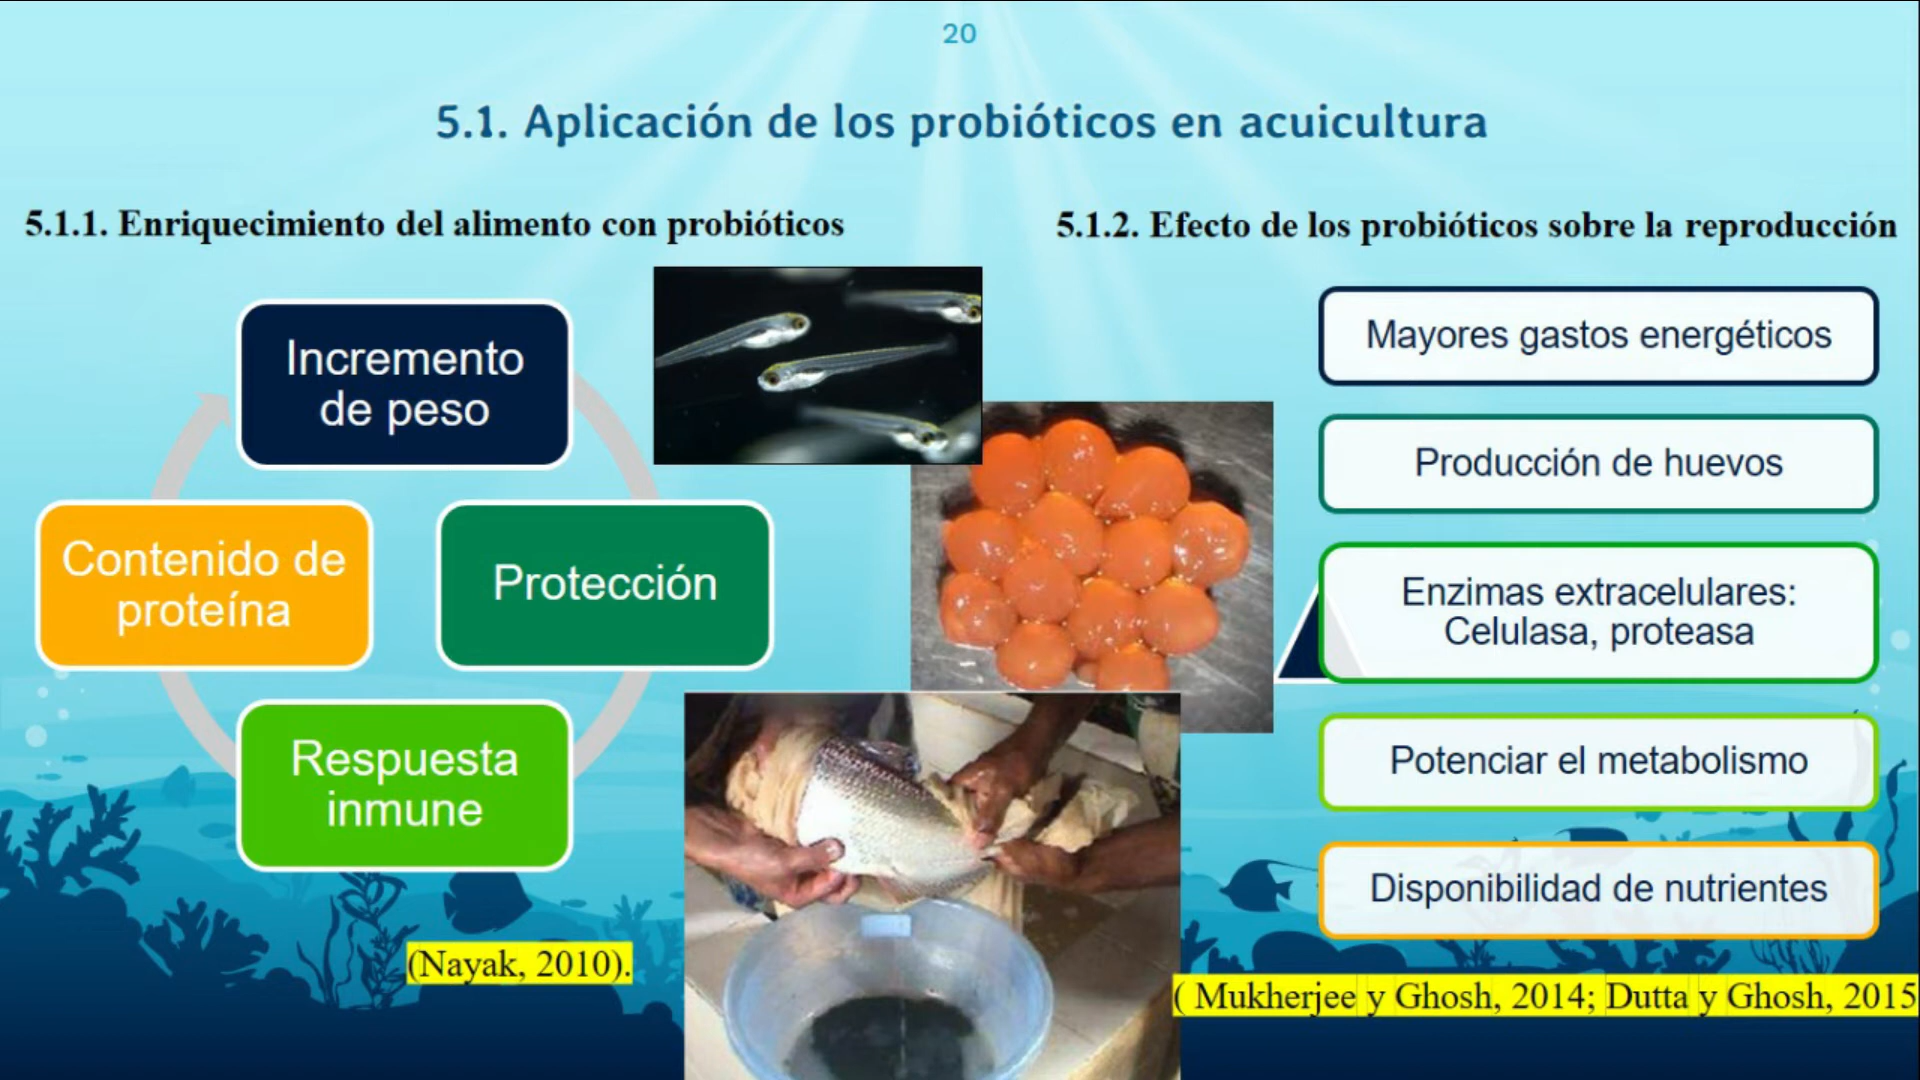 20
5.1. Aplicación de los probióticos en acuicultura
5.1.1. Enriquecimiento del alimento con probióticos
Incremento
de peso
Protección
Respuesta
inmune
Contenido de
proteína
(Nayak, 2010).
5.1.2. Efecto de los probióticos sobre la reproducción
Mayores gastos energéticos
Producción de huevos
Enzimas extracelulares:
Celulasa, proteasa
Potenciar el metabolismo
Disponibilidad de nutrientes
( Mukherjee y Ghosh, 2014; Dutta y Ghosh, 2015